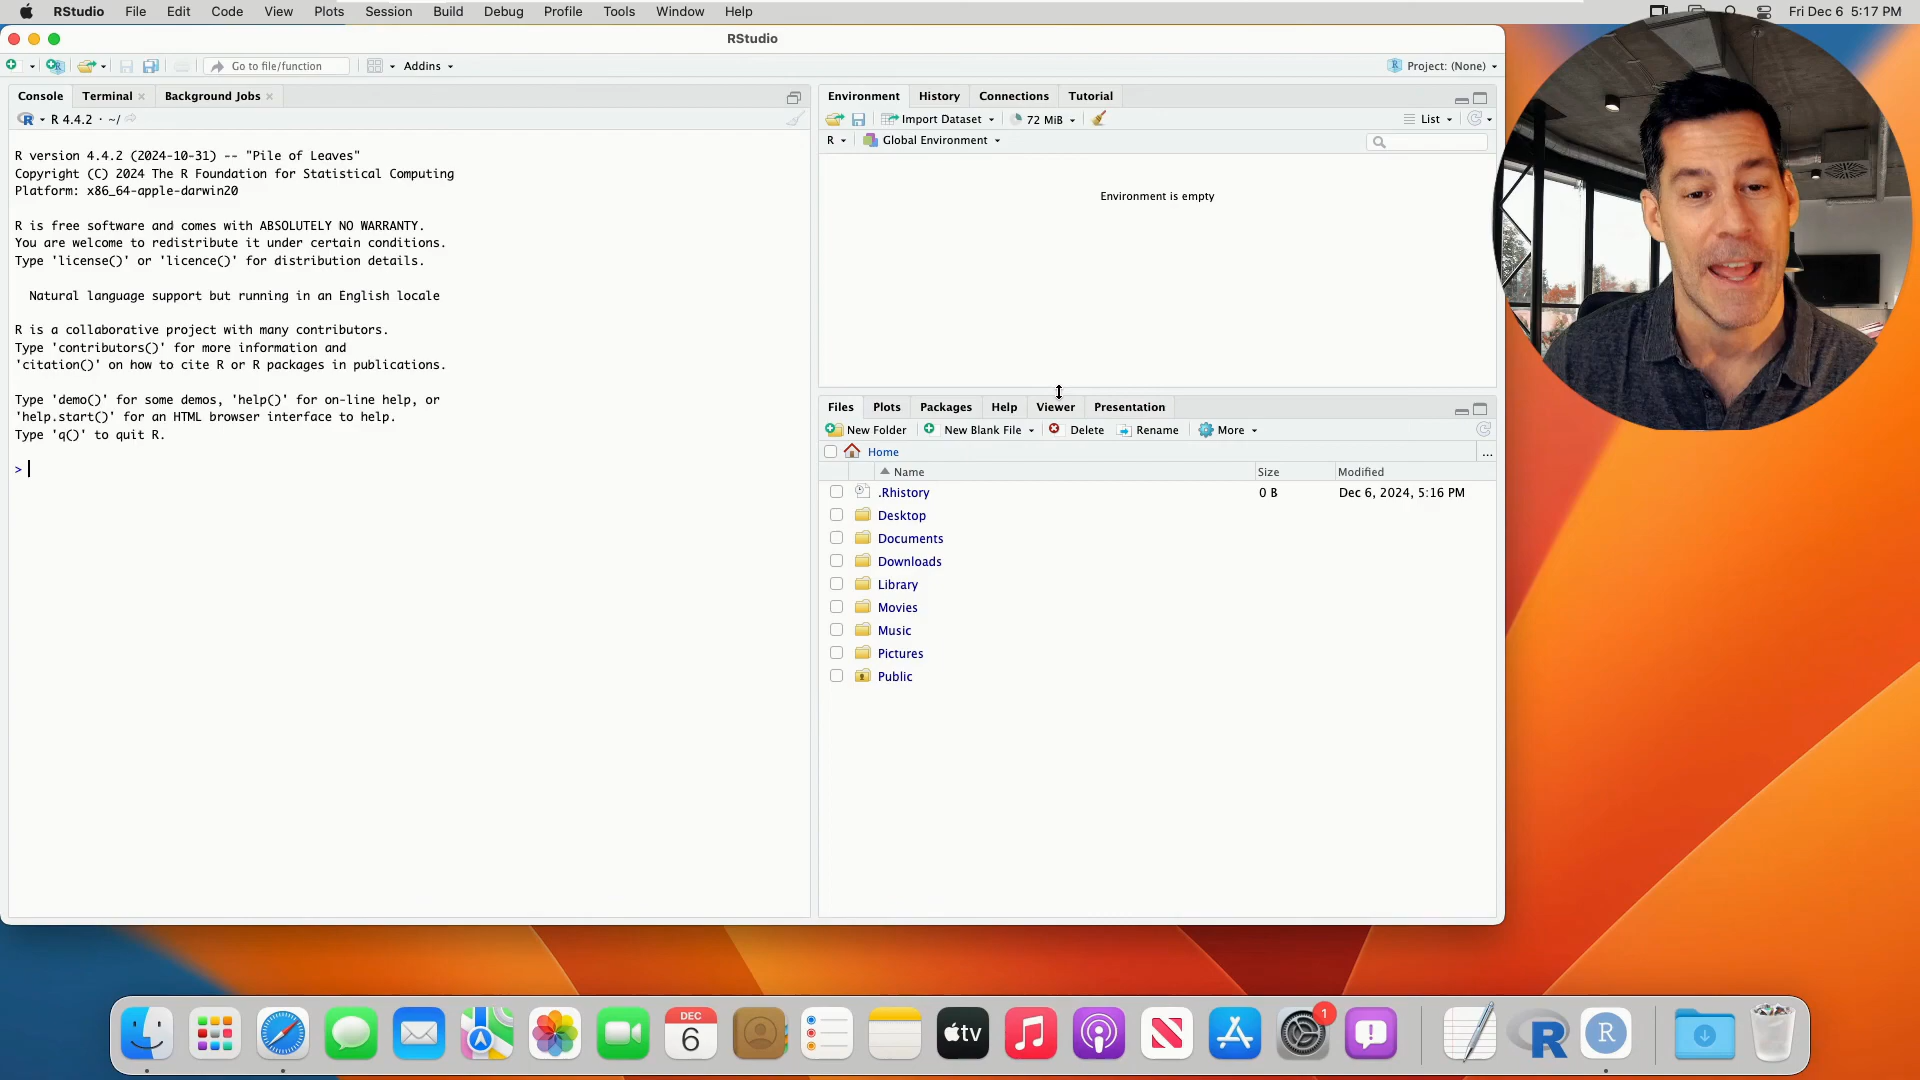 RStudio File Edit Code View Plots Session Build Debug Profile Tools Window Help
Fri Dec 6 5:17 PM
RStudio
Go to file/function
Addins
Project: (None)
Console Terminal Background Jobs
R 4.4.2 · ~/
R version 4.4.2 (2024-10-31) -- "Pile of Leaves"
Copyright (C) 2024 The R Foundation for Statistical Computing
Platform: x86_64-apple-darwin20
R is free software and comes with ABSOLUTELY NO WARRANTY.
You are welcome to redistribute it under certain conditions.
Type 'license()' or 'licence()' for distribution details.
Natural language support but running in an English locale
R is a collaborative project with many contributors.
Type 'contributors()' for more information and
'citation()' on how to cite R or R packages in publications.
Type 'demo()' for some demos, 'help()' for on-line help, or
'help.start()' for an HTML browser interface to help.
Type 'q()' to quit R.
>
Environment History Connections Tutorial
Import Dataset 72 MiB List
R Global Environment
Environment is empty
Files Plots Packages Help Viewer Presentation
New Folder New Blank File Delete Rename More
Home ...
Name Size Modified
.Rhistory 0 B Dec 6, 2024, 5:16 PM
Desktop
Documents
Downloads
Library
Movies
Music
Pictures
Public
DEC
6
tv
1
R
R